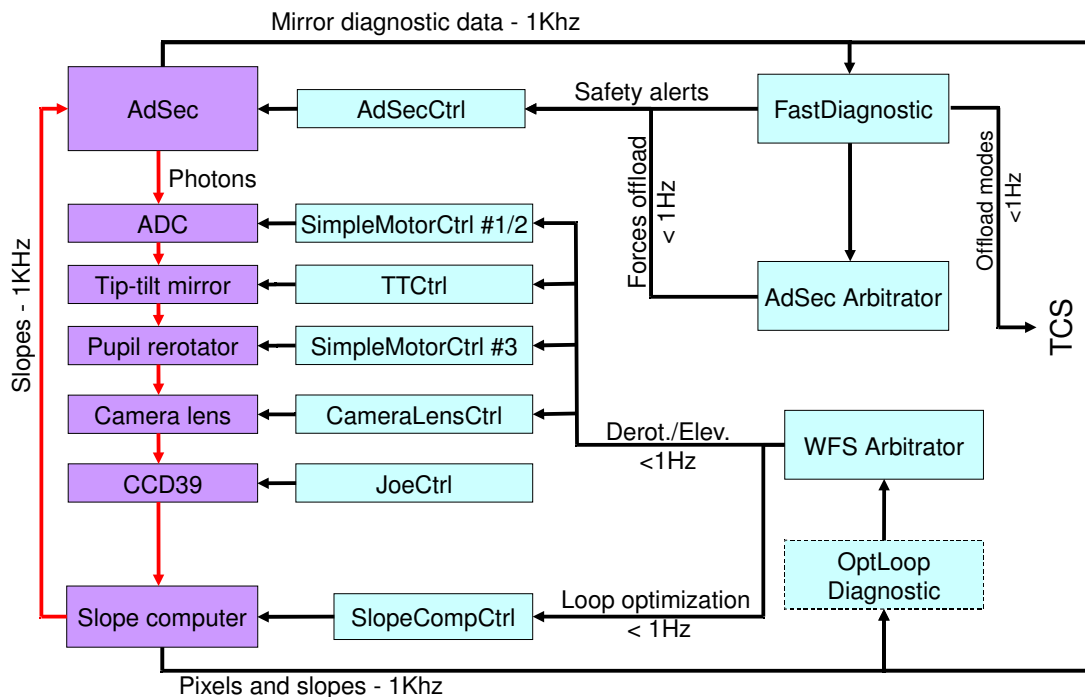 Mirror diagnostic data - 1Khz
AdSec
AdSecCtrl
Safety alerts
FastDiagnostic
Photons
Forces offload
< 1Hz
Offload modes
<1Hz
ADC
SimpleMotorCtrl #1/2
Tip-tilt mirror
TTCtrl
AdSec Arbitrator
TCS
Slopes - 1KHz
Pupil rerotator
SimpleMotorCtrl #3
Camera lens
CameraLensCtrl
Derot./Elev.
<1Hz
WFS Arbitrator
CCD39
JoeCtrl
OptLoop
Diagnostic
Slope computer
SlopeCompCtrl
Loop optimization
< 1Hz
Pixels and slopes - 1Khz